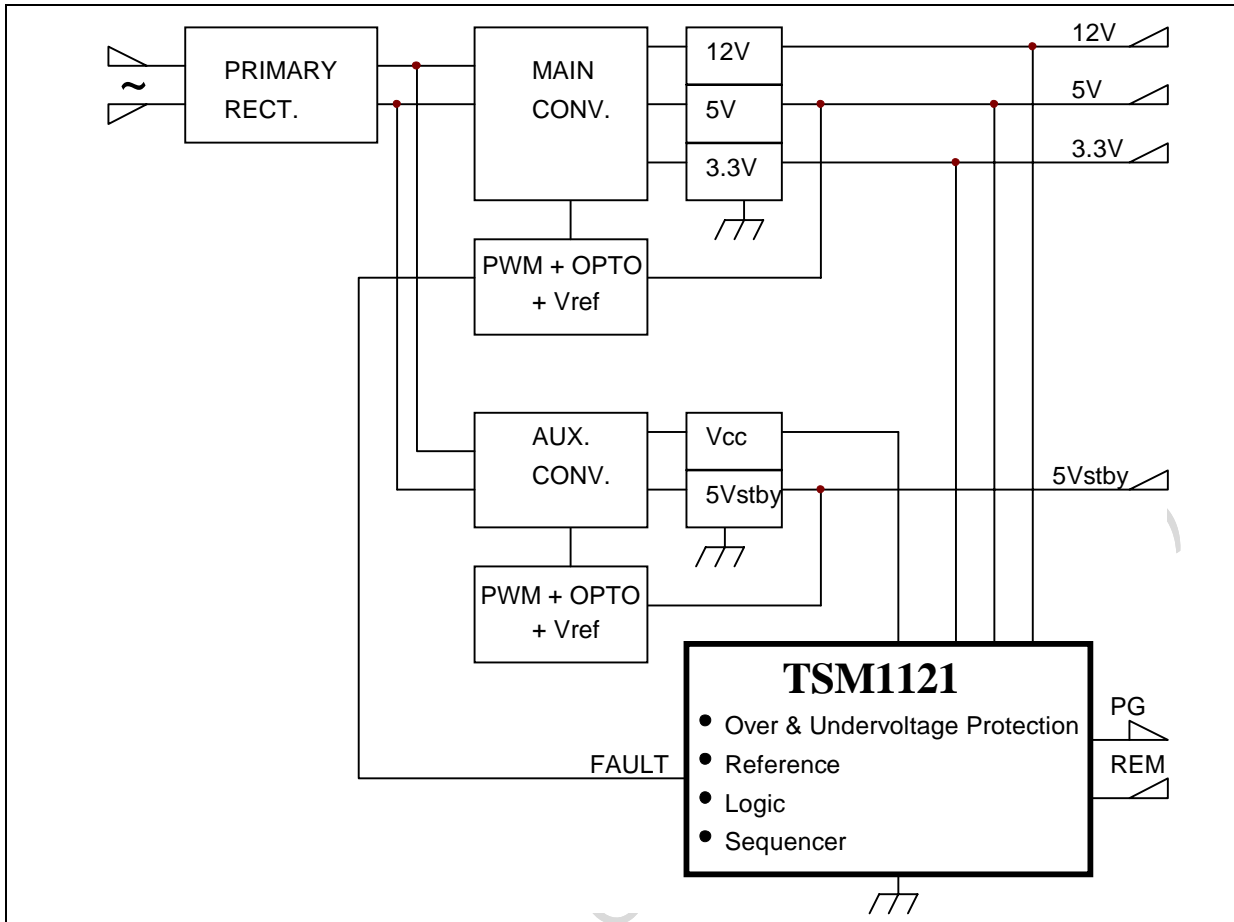 PRIMARY
RECT.
~
MAIN
CONV.
12V
5V
3.3V
12V
5V
3.3V
PWM + OPTO
+ Vref
AUX.
CONV.
Vcc
5Vstby
5Vstby
PWM + OPTO
+ Vref
TSM1121
• Over & Undervoltage Protection
• Reference
• Logic
• Sequencer
FAULT
PG
REM